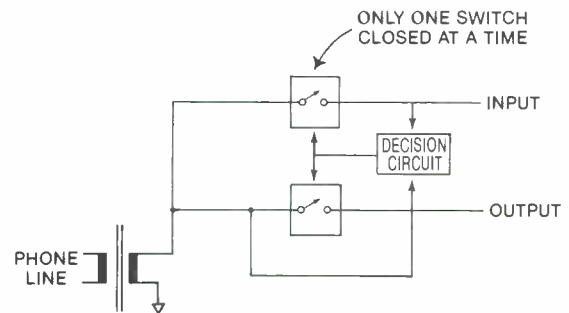 ONLY ONE SWITCH
CLOSED AT A TIME
INPUT
DECISION
CIRCUIT
OUTPUT
PHONE
LINE